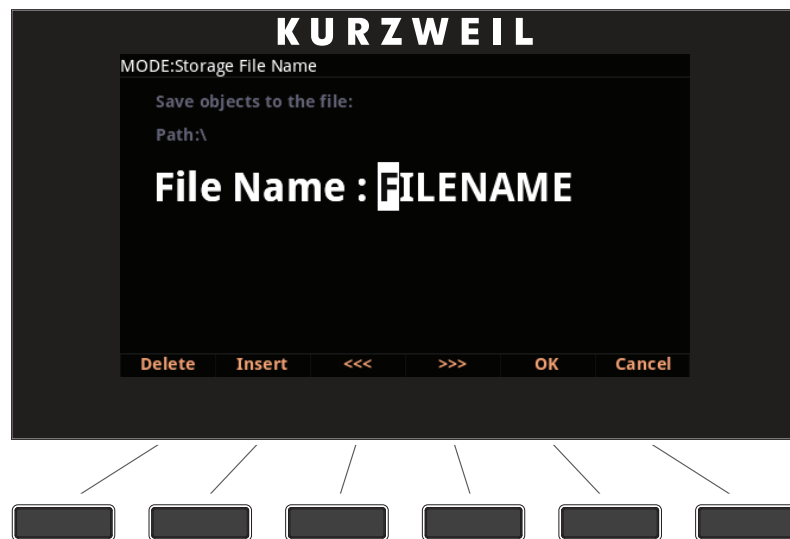 KURZWEIL
MODE:Storage File Name
Save objects to the file:
Path:\
File Name : FILENAME
Delete Insert <<< >>> OK Cancel